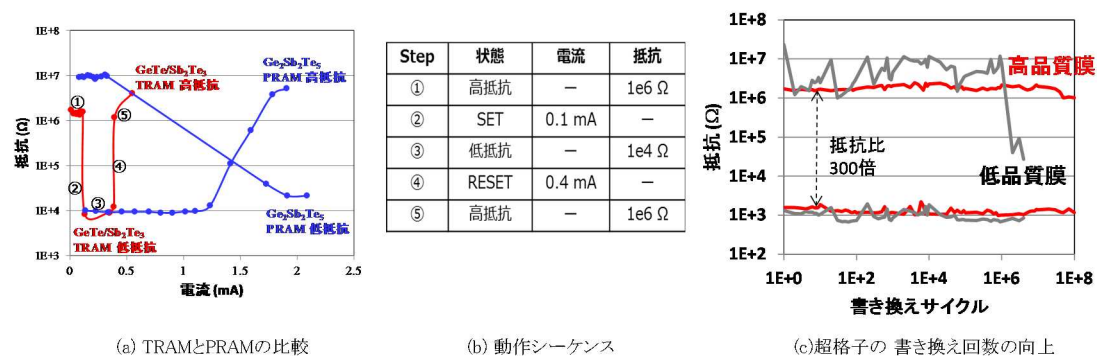 1E+8
1E+7
1E+6
1E+5
1E+4
1E+3
抵抗(Ω)
0
0.5
1
1.5
2
2.5
電流(mA)
GeTe/Sb₂Te₃
TRAM 高抵抗
Ge₂Sb₂Te₅
PRAM 高抵抗
①
⑤
④
②
③
GeTe/Sb₂Te₃
TRAM 低抵抗
Ge₂Sb₂Te₅
PRAM 低抵抗
(a) TRAMとPRAMの比較
Step 状態 電流 抵抗
① 高抵抗 − 1e6 Ω
② SET 0.1 mA −
③ 低抵抗 − 1e4 Ω
④ RESET 0.4 mA −
⑤ 高抵抗 − 1e6 Ω
(b) 動作シーケンス
1E+8
1E+7
1E+6
1E+5
1E+4
1E+3
1E+2
抵抗(Ω)
高品質膜
抵抗比
300倍
低品質膜
1E+0
1E+2
1E+4
1E+6
1E+8
書き換えサイクル
(c)超格子の 書き換え回数の向上